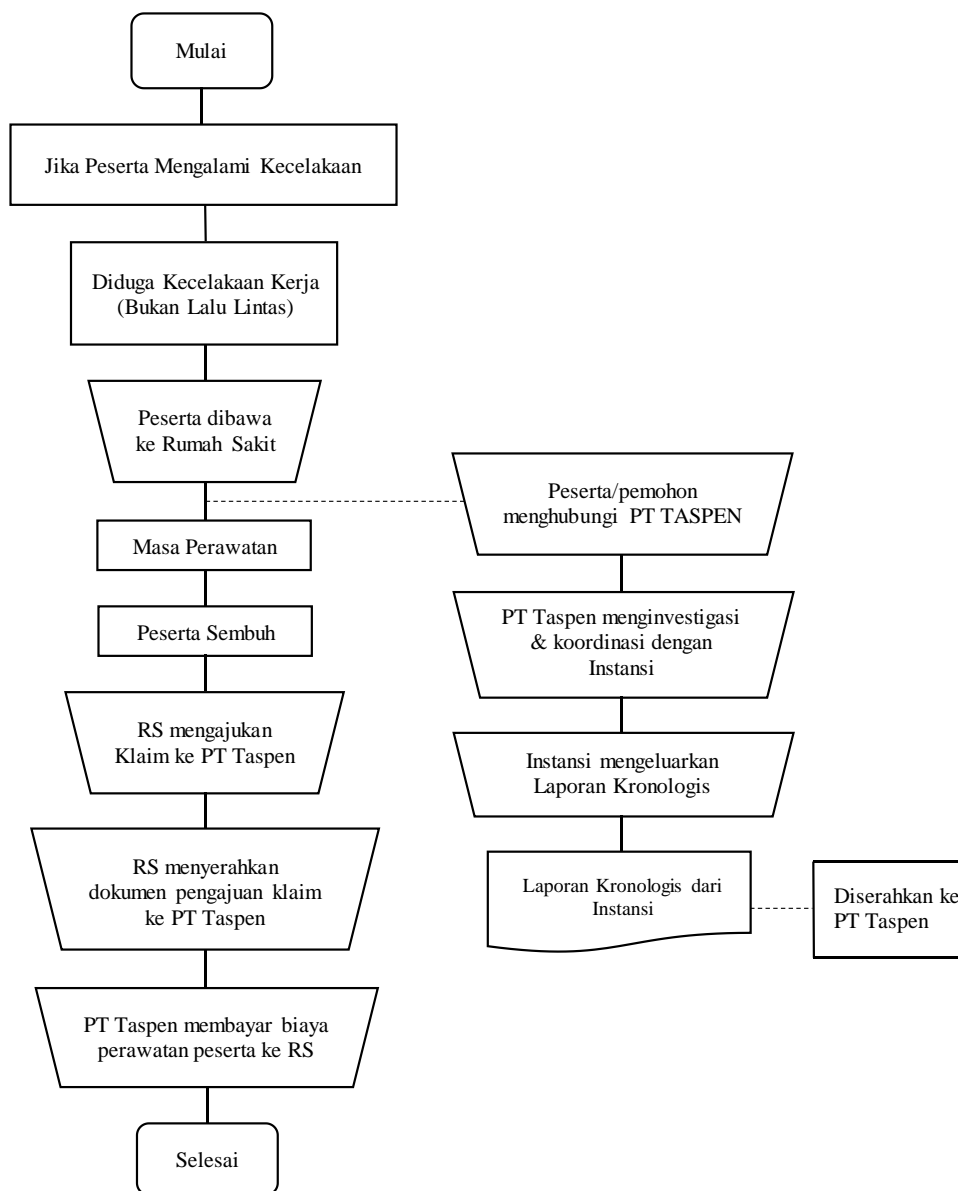 Mulai
Jika Peserta Mengalami Kecelakaan
Diduga Kecelakaan Kerja
(Bukan Lalu Lintas)
Peserta dibawa
ke Rumah Sakit
Masa Perawatan
Peserta Sembuh
RS mengajukan
Klaim ke PT Taspen
RS menyerahkan
dokumen pengajuan klaim
ke PT Taspen
PT Taspen membayar biaya
perawatan peserta ke RS
Selesai
Peserta/pemohon
menghubungi PT TASPEN
PT Taspen menginvestigasi
& koordinasi dengan
Instansi
Instansi mengeluarkan
Laporan Kronologis
Laporan Kronologis dari
Instansi
Diserahkan ke
PT Taspen